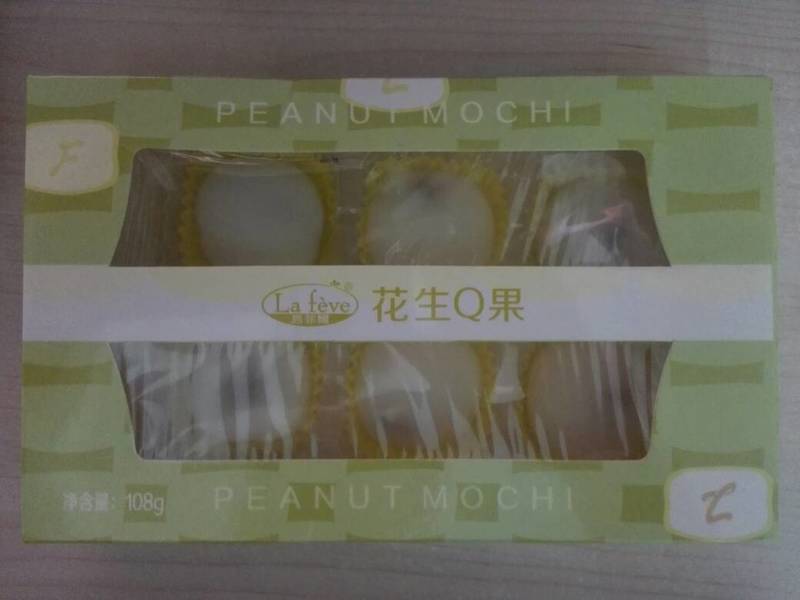 PEANUT MOCHI
F
La fève®
花生Q果
净含量：108g
PEANUT MOCHI